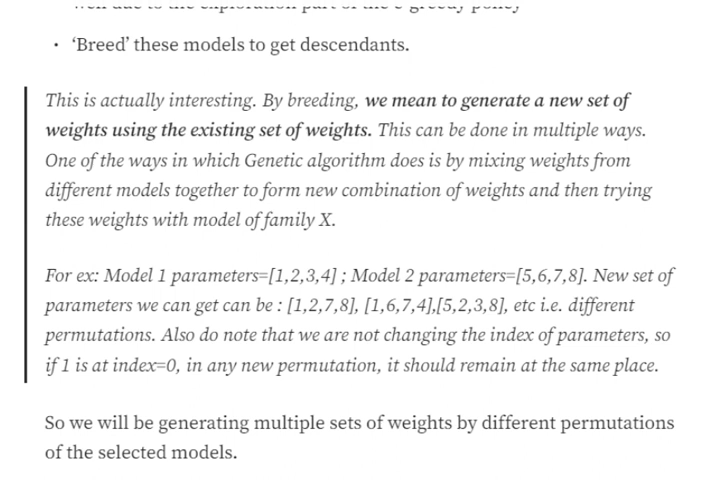 • ‘Breed’ these models to get descendants.
This is actually interesting. By breeding, we mean to generate a new set of
weights using the existing set of weights. This can be done in multiple ways.
One of the ways in which Genetic algorithm does is by mixing weights from
different models together to form new combination of weights and then trying
these weights with model of family X.
For ex: Model 1 parameters=[1,2,3,4] ; Model 2 parameters=[5,6,7,8]. New set of
parameters we can get can be : [1,2,7,8], [1,6,7,4],[5,2,3,8], etc i.e. different
permutations. Also do note that we are not changing the index of parameters, so
if 1 is at index=0, in any new permutation, it should remain at the same place.
So we will be generating multiple sets of weights by different permutations
of the selected models.